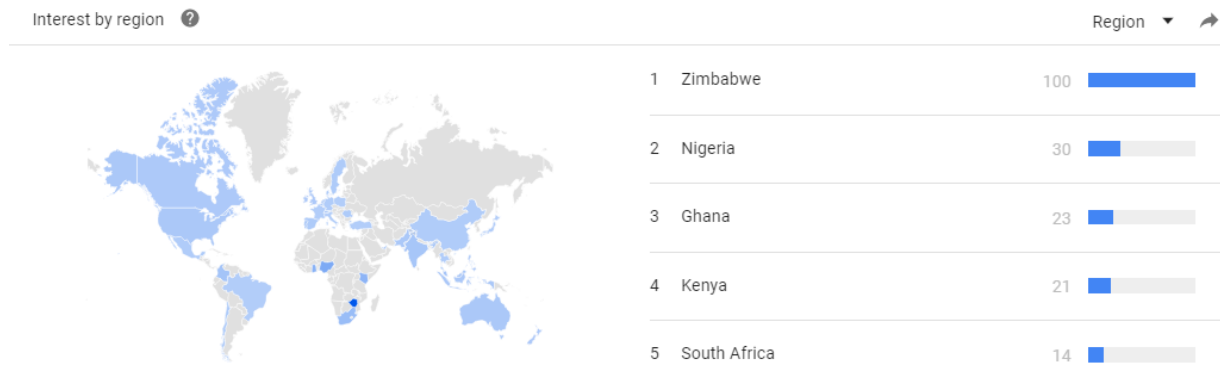 Interest by region ?
Region
1 Zimbabwe 100
2 Nigeria 30
3 Ghana 23
4 Kenya 21
5 South Africa 14